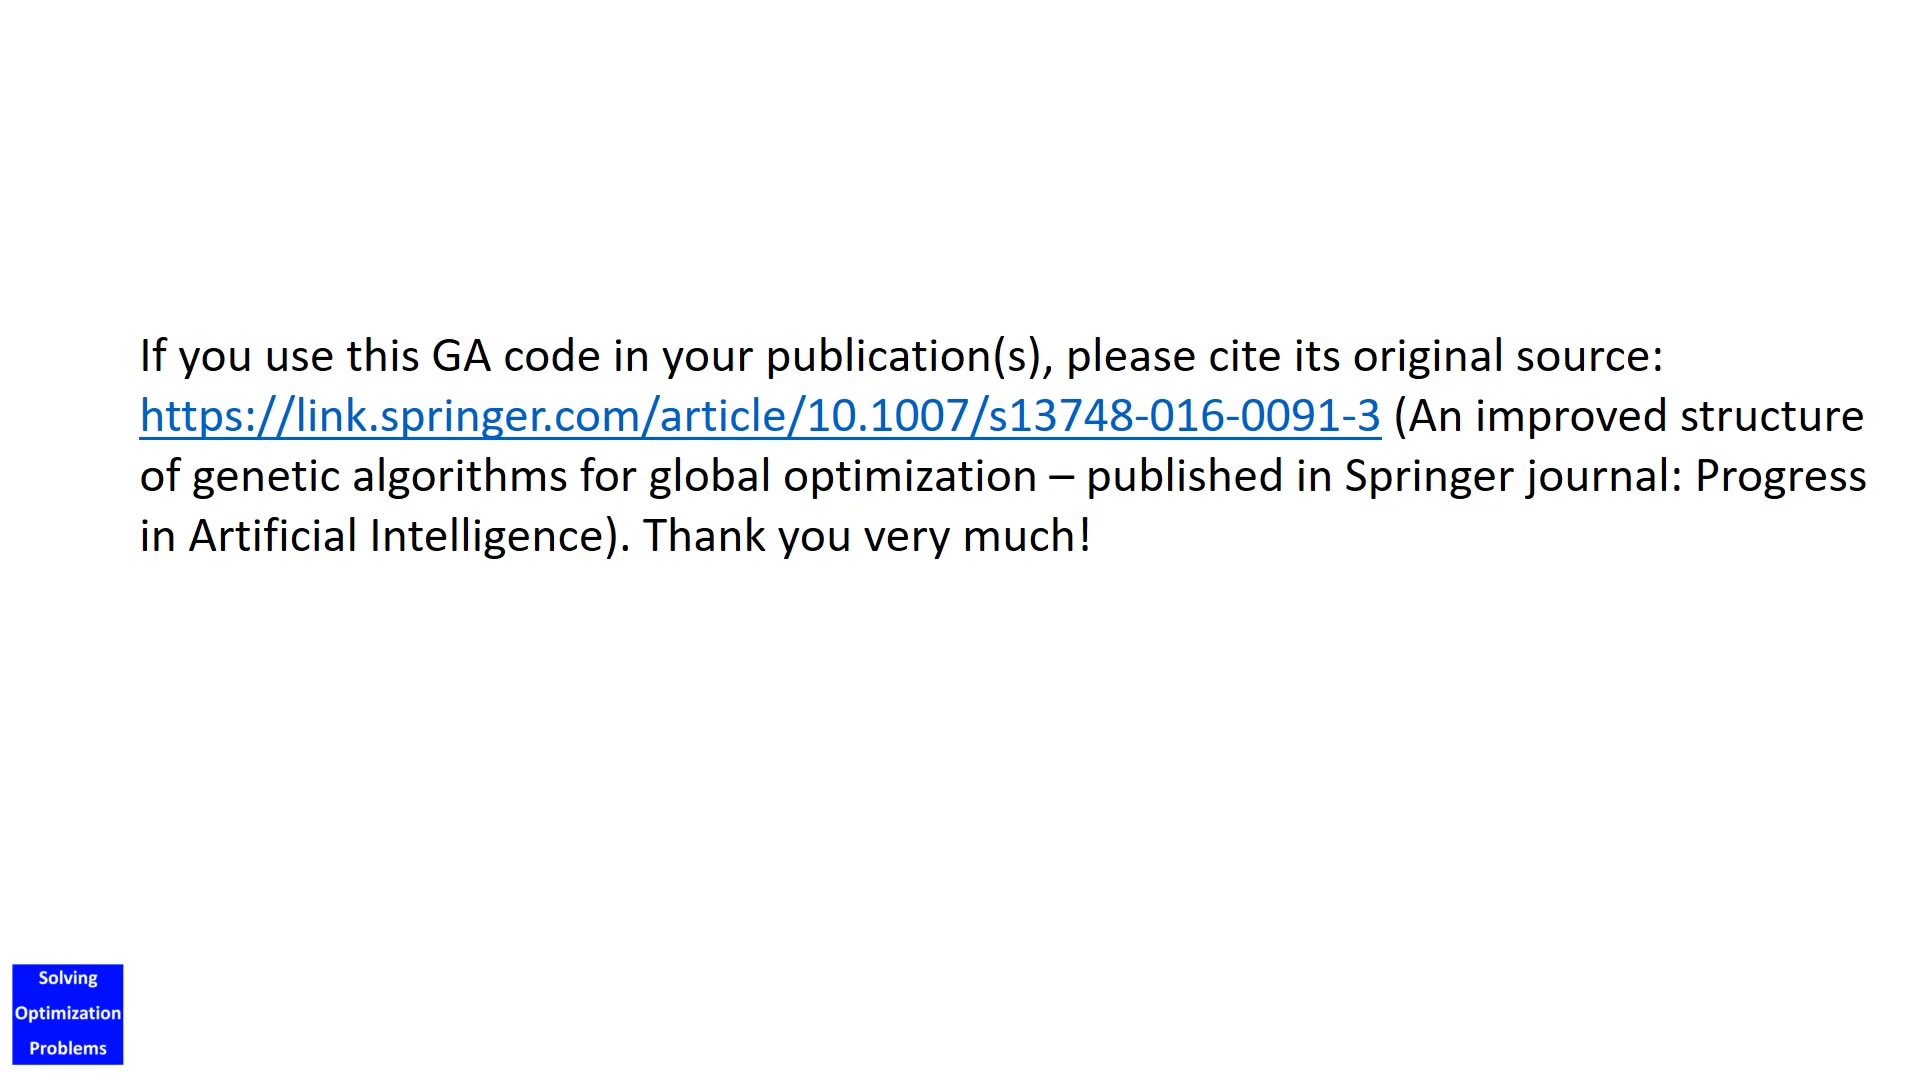 If you use this GA code in your publication(s), please cite its original source:
https://link.springer.com/article/10.1007/s13748-016-0091-3 (An improved structure
of genetic algorithms for global optimization – published in Springer journal: Progress
in Artificial Intelligence). Thank you very much!
Solving
Optimization
Problems